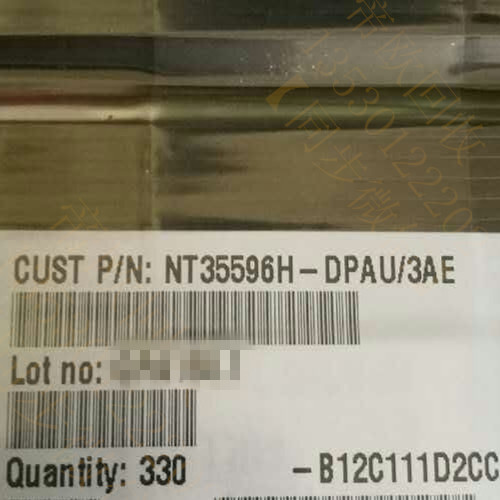 CUST P/N: NT35596H-DPAU/3AE
Lot no:
Quantity: 330 -B12C111D2CC